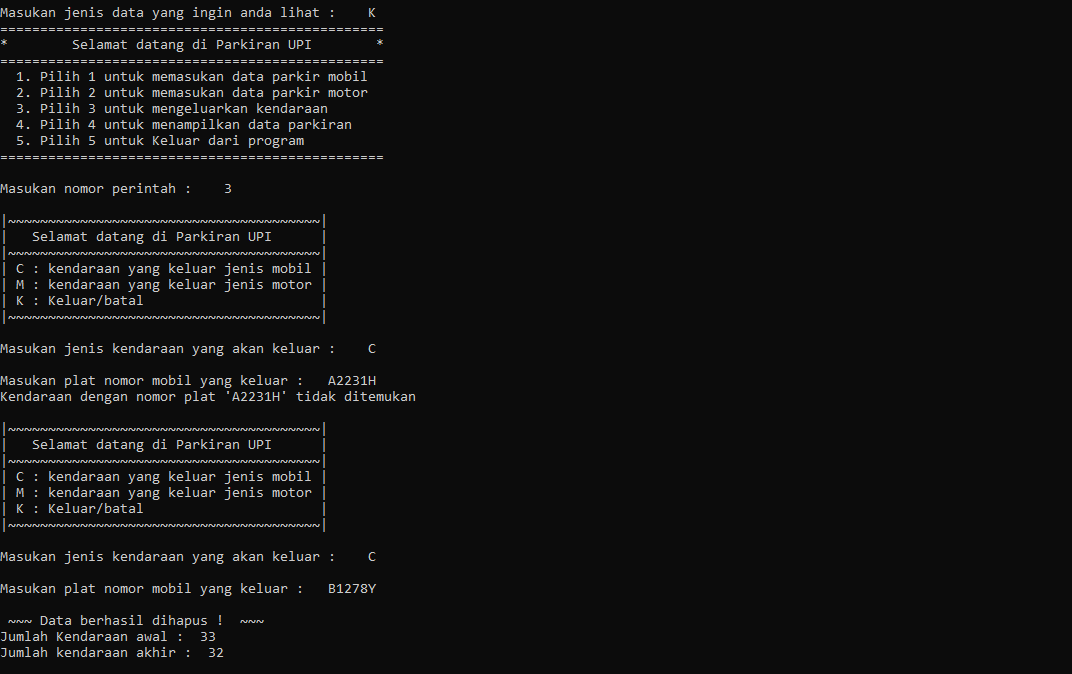 Masukan jenis data yang ingin anda lihat :    K
================================================
*        Selamat datang di Parkiran UPI        *
================================================
  1. Pilih 1 untuk memasukan data parkir mobil
  2. Pilih 2 untuk memasukan data parkir motor
  3. Pilih 3 untuk mengeluarkan kendaraan
  4. Pilih 4 untuk menampilkan data parkiran
  5. Pilih 5 untuk Keluar dari program
================================================
Masukan nomor perintah :    3
|~~~~~~~~~~~~~~~~~~~~~~~~~~~~~~~~~~~~~~~|
|   Selamat datang di Parkiran UPI      |
|~~~~~~~~~~~~~~~~~~~~~~~~~~~~~~~~~~~~~~~|
| C : kendaraan yang keluar jenis mobil |
| M : kendaraan yang keluar jenis motor |
| K : Keluar/batal                      |
|~~~~~~~~~~~~~~~~~~~~~~~~~~~~~~~~~~~~~~~|
Masukan jenis kendaraan yang akan keluar :    C
Masukan plat nomor mobil yang keluar :   A2231H
Kendaraan dengan nomor plat 'A2231H' tidak ditemukan
|~~~~~~~~~~~~~~~~~~~~~~~~~~~~~~~~~~~~~~~|
|   Selamat datang di Parkiran UPI      |
|~~~~~~~~~~~~~~~~~~~~~~~~~~~~~~~~~~~~~~~|
| C : kendaraan yang keluar jenis mobil |
| M : kendaraan yang keluar jenis motor |
| K : Keluar/batal                      |
|~~~~~~~~~~~~~~~~~~~~~~~~~~~~~~~~~~~~~~~|
Masukan jenis kendaraan yang akan keluar :    C
Masukan plat nomor mobil yang keluar :   B1278Y
 ~~~ Data berhasil dihapus !  ~~~
Jumlah Kendaraan awal :  33
Jumlah kendaraan akhir :  32